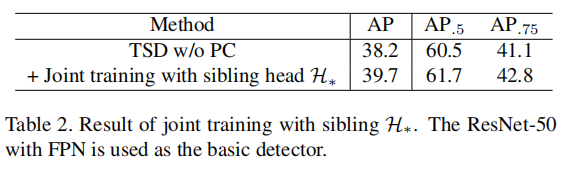 Method AP AP.5 AP.75
TSD w/o PC 38.2 60.5 41.1
+ Joint training with sibling head ℋ* 39.7 61.7 42.8
Table 2. Result of joint training with sibling ℋ*. The ResNet-50
with FPN is used as the basic detector.